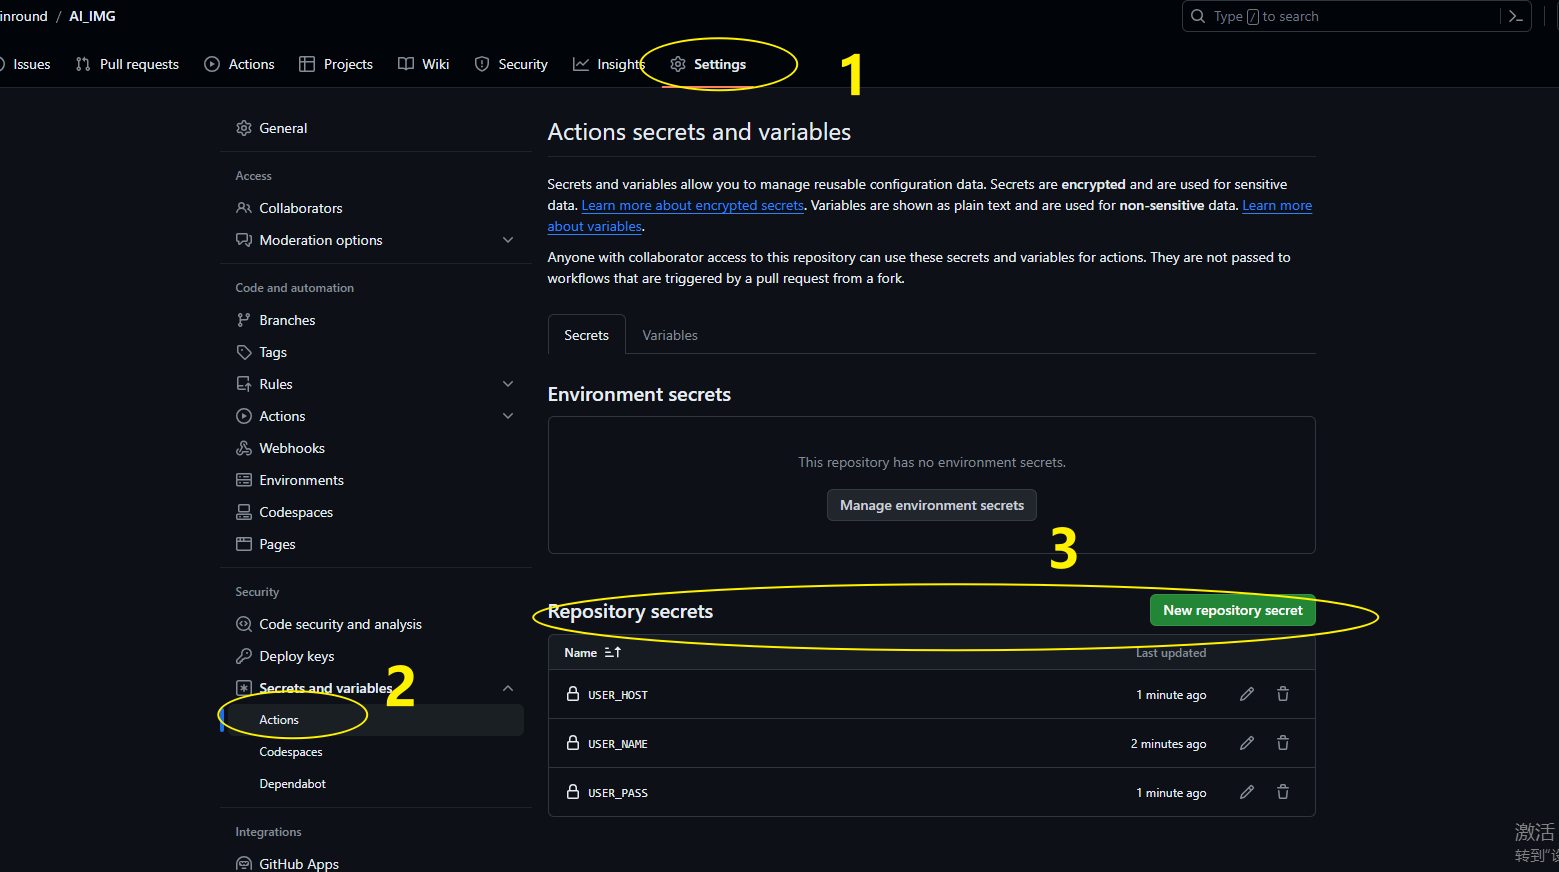 inround / AI_IMG
Type / to search
Issues
Pull requests
Actions
Projects
Wiki
Security
Insights
Settings
1
General
Access
Collaborators
Moderation options
Code and automation
Branches
Tags
Rules
Actions
Webhooks
Environments
Codespaces
Pages
Security
Code security and analysis
Deploy keys
Secrets and variables
2
Actions
Codespaces
Dependabot
Integrations
GitHub Apps
Actions secrets and variables
Secrets and variables allow you to manage reusable configuration data. Secrets are encrypted and are used for sensitive
data. Learn more about encrypted secrets. Variables are shown as plain text and are used for non-sensitive data. Learn more
about variables.
Anyone with collaborator access to this repository can use these secrets and variables for actions. They are not passed to
workflows that are triggered by a pull request from a fork.
Secrets
Variables
Environment secrets
This repository has no environment secrets.
Manage environment secrets
3
Repository secrets
New repository secret
Name
Last updated
USER_HOST
1 minute ago
USER_NAME
2 minutes ago
USER_PASS
1 minute ago
激活
转到"设